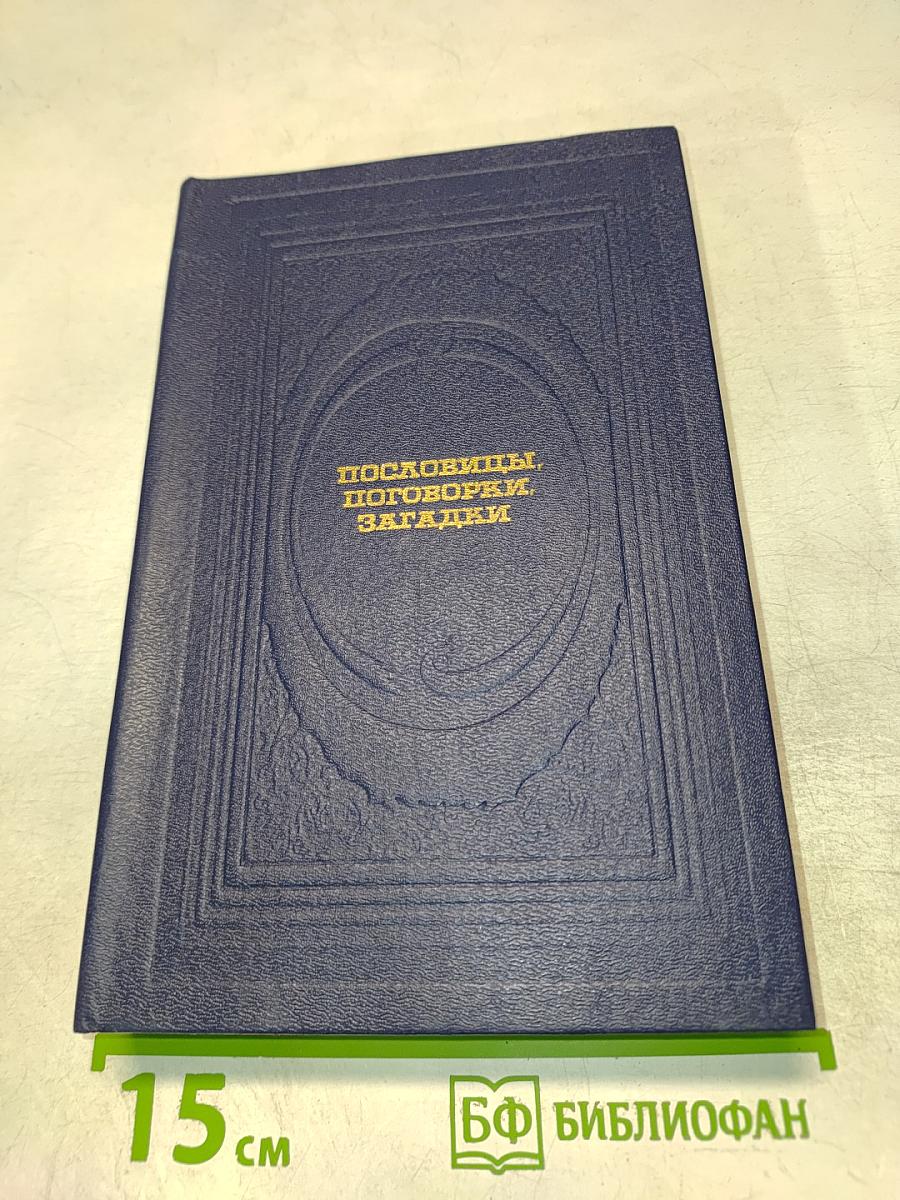 ПОСЛОВИЦЫ,
ПОГОВОРКИ,
ЗАГАДКИ
15 см
БФ БИБЛИОФАН